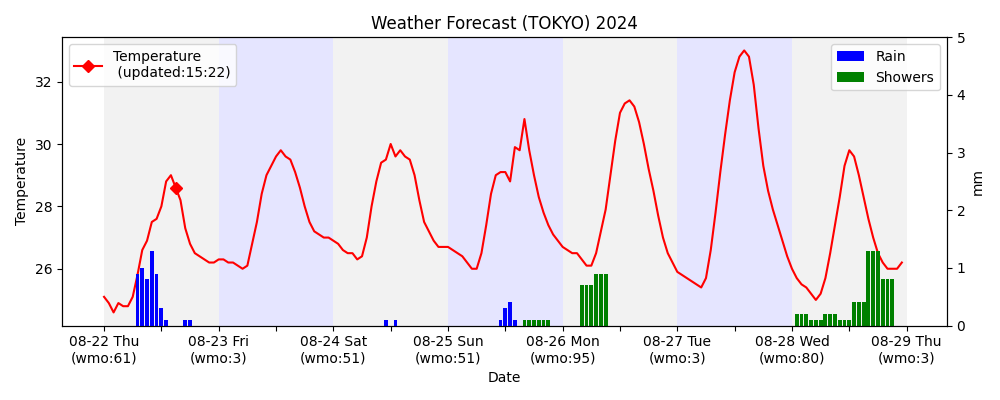 Weather Forecast (TOKYO) 2024
Temperature
(updated:15:22)
Rain
Showers
Temperature
32
30
28
26
5
4
3
2
1
0
mm
08-22 Thu
(wmo:61)
08-23 Fri
(wmo:3)
08-24 Sat
(wmo:51)
08-25 Sun
(wmo:51)
08-26 Mon
(wmo:95)
08-27 Tue
(wmo:3)
08-28 Wed
(wmo:80)
08-29 Thu
(wmo:3)
Date